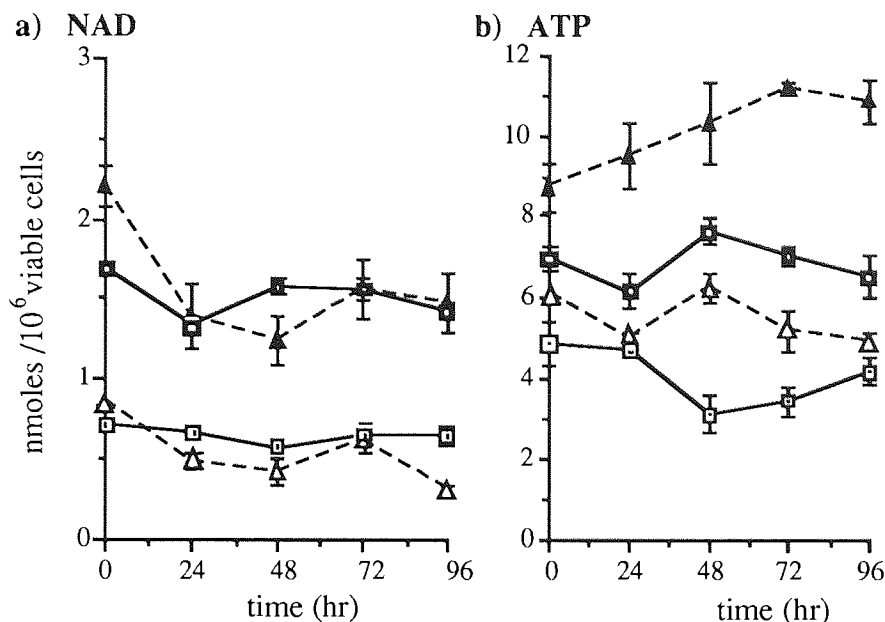 a) NAD
b) ATP
nmoles /10⁶ viable cells
3
2
1
0
0 24 48 72 96
time (hr)
12
10
8
6
4
2
0
0 24 48 72 96
time (hr)